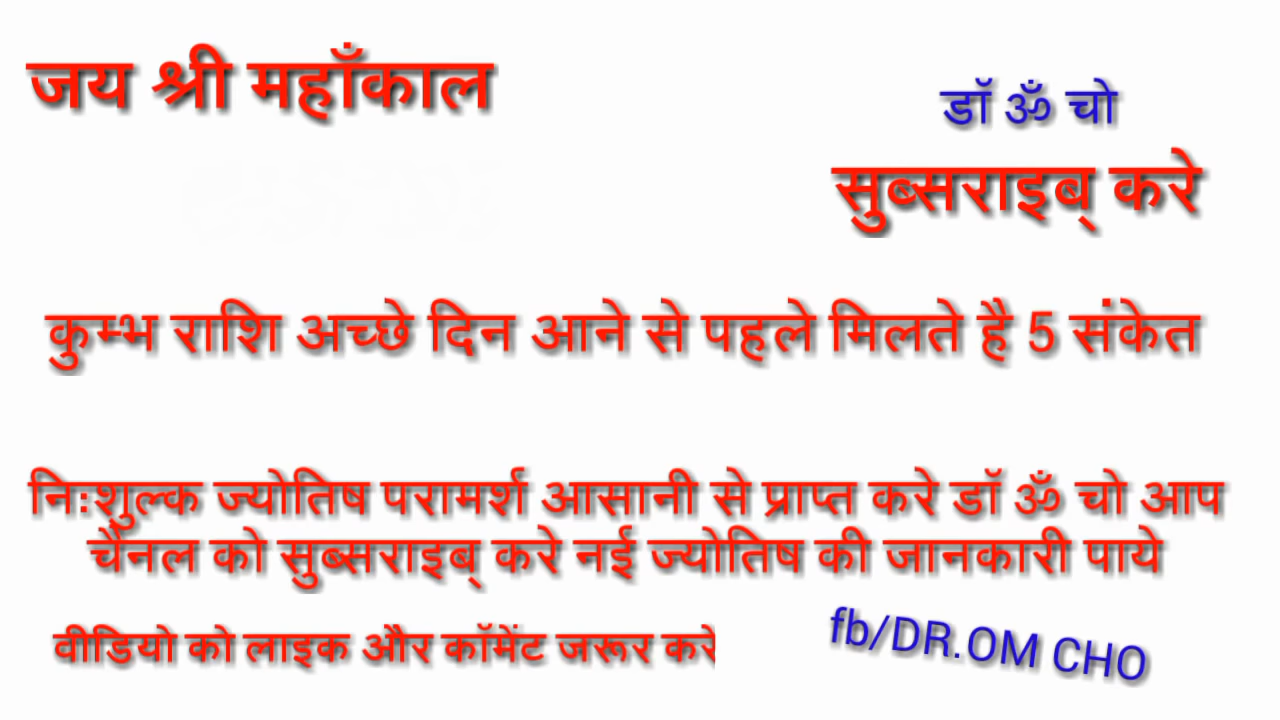 जय श्री महाँकाल
डॉ ॐ चो
सुब्सराइब् करे
कुम्भ राशि अच्छे दिन आने से पहले मिलते है 5 संकेत
निःशुल्क ज्योतिष परामर्श आसानी से प्राप्त करे डॉ ॐ चो आप
चैनल को सुब्सराइब् करे नई ज्योतिष की जानकारी पाये
वीडियो को लाइक और कॉमेंट जरूर करे
fb/DR.OM CHO